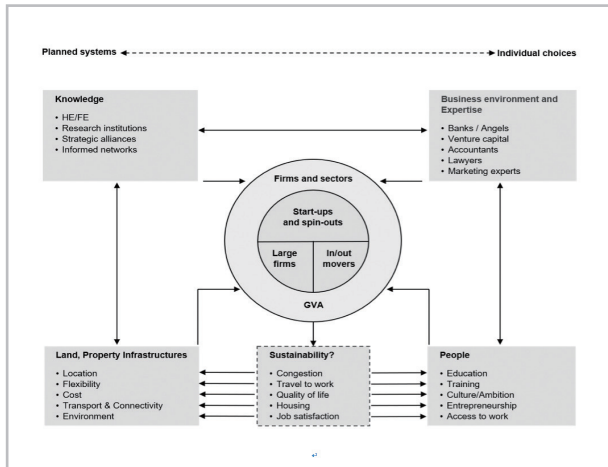 Planned systems
Individual choices
Knowledge
• HE/FE
• Research institutions
• Strategic alliances
• Informed networks
Business environment and
Expertise
• Banks / Angels
• Venture capital
• Accountants
• Lawyers
• Marketing experts
Firms and sectors
Start-ups
and spin-outs
Large
firms
In/out
movers
GVA
Land, Property Infrastructures
• Location
• Flexibility
• Cost
• Transport & Connectivity
• Environment
Sustainability?
• Congestion
• Travel to work
• Quality of life
• Housing
• Job satisfaction
People
• Education
• Training
• Culture/Ambition
• Entrepreneurship
• Access to work